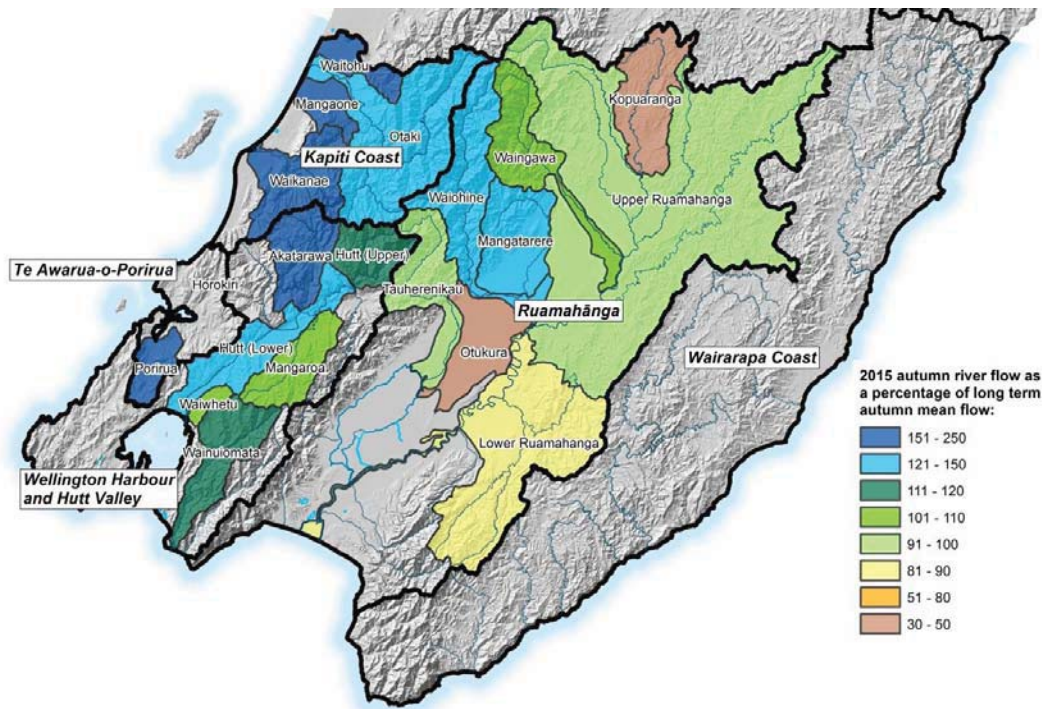 Waitohu
Mangaone
Otaki
Kapiti Coast
Waikanae
Kopuaranga
Waingawa
Waiohine
Upper Ruamahanga
Mangatarere
Akatarawa
Hutt (Upper)
Te Awarua-o-Porirua
Horokiri
Tauherenikau
Ruamahānga
Otukura
Wairarapa Coast
Hutt (Lower)
Porirua
Mangaroa
Waiwhetu
Lower Ruamahanga
Wainuiomata
Wellington Harbour
and Hutt Valley
2015 autumn river flow as
a percentage of long term
autumn mean flow:
151 - 250
121 - 150
111 - 120
101 - 110
91 - 100
81 - 90
51 - 80
30 - 50